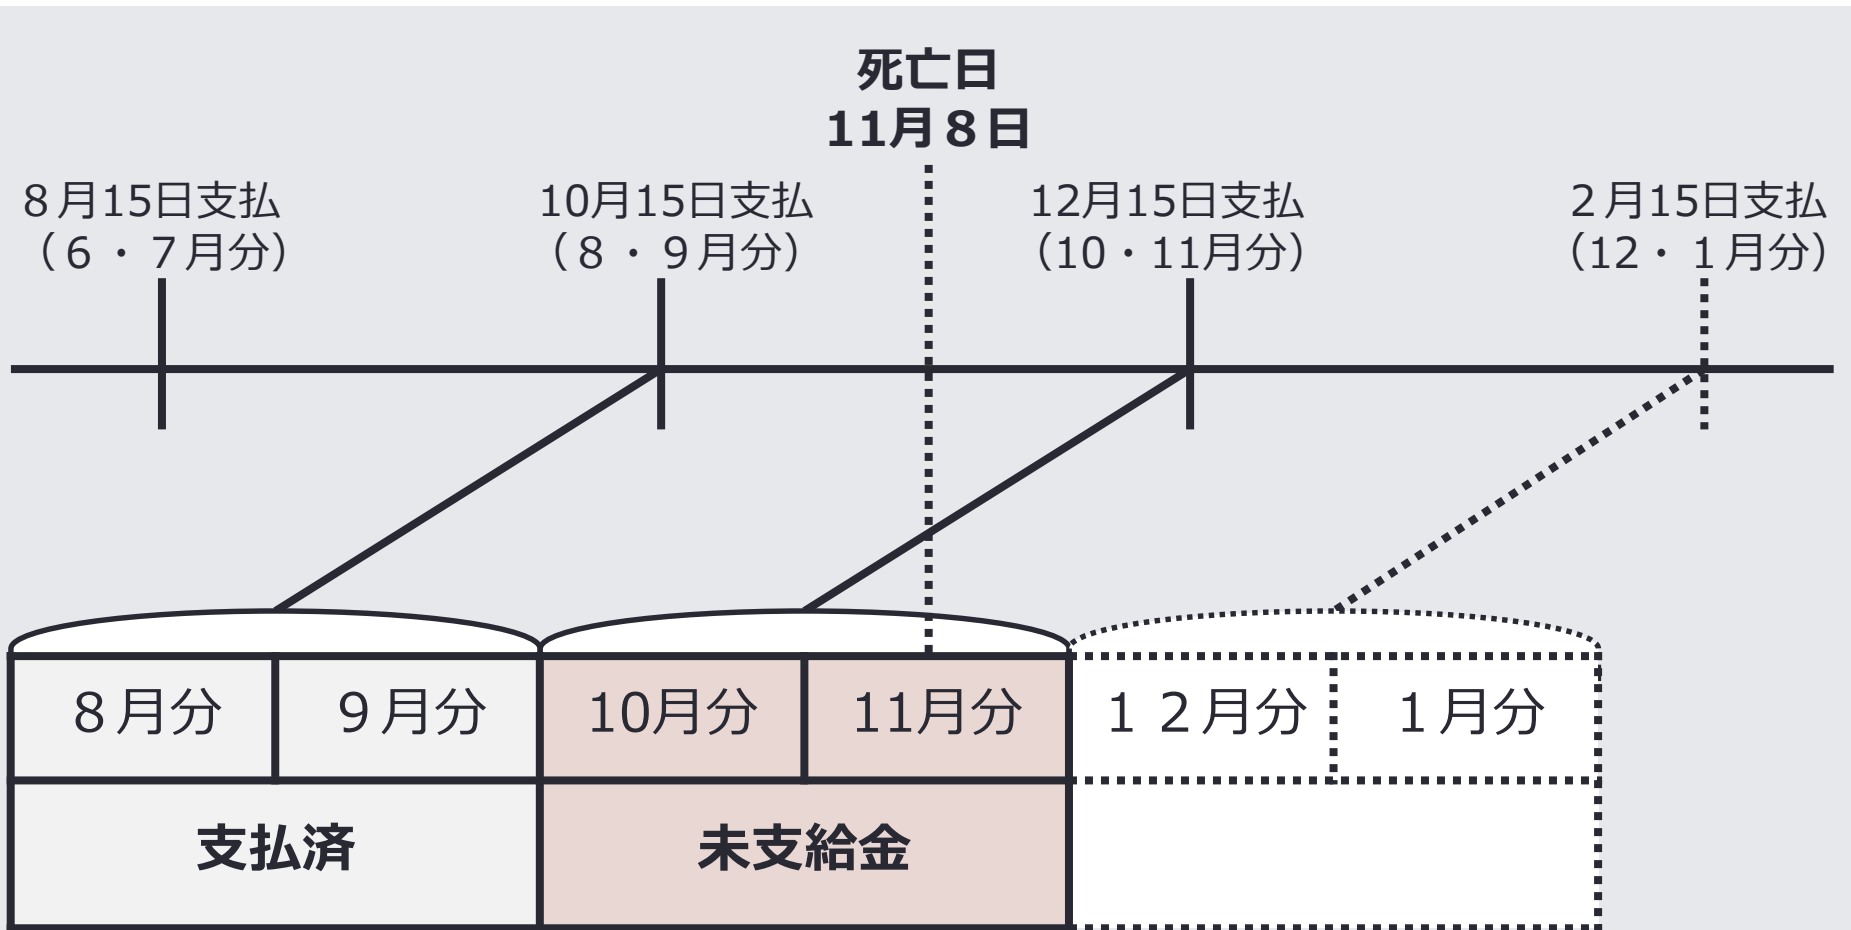 死亡日
11月８日
８月15日支払
（６・７月分）
10月15日支払
（８・９月分）
12月15日支払
（10・11月分）
２月15日支払
（12・１月分）
８月分
９月分
10月分
11月分
１２月分
１月分
支払済
未支給金